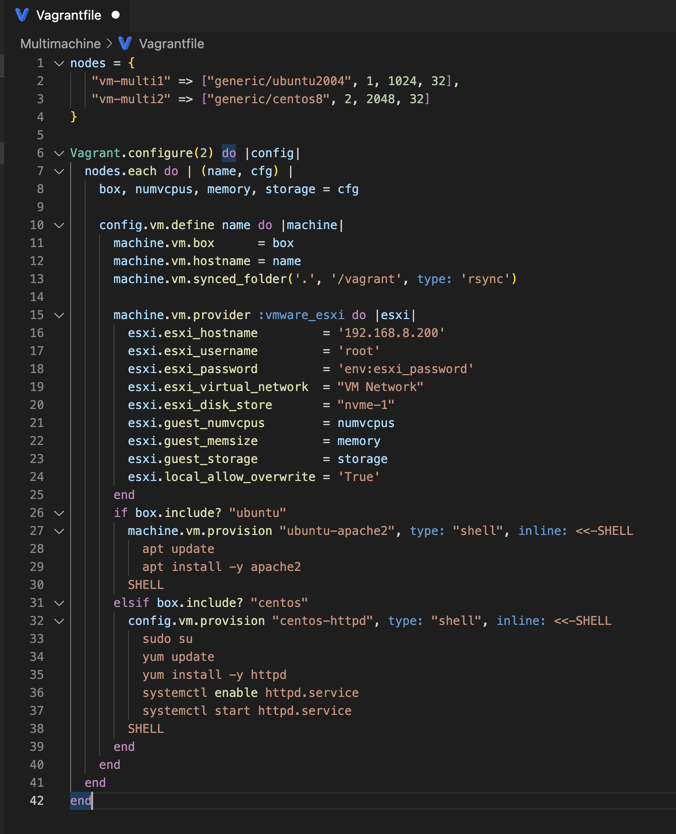 Vagrantfile
Multimachine > Vagrantfile
1 nodes = {
2 "vm-multi1" => ["generic/ubuntu2004", 1, 1024, 32],
3 "vm-multi2" => ["generic/centos8", 2, 2048, 32]
4 }
5
6 Vagrant.configure(2) do |config|
7 nodes.each do | (name, cfg) |
8 box, numvcpus, memory, storage = cfg
9
10 config.vm.define name do |machine|
11 machine.vm.box = box
12 machine.vm.hostname = name
13 machine.vm.synced_folder('.', '/vagrant', type: 'rsync')
14
15 machine.vm.provider :vmware_esxi do |esxi|
16 esxi.esxi_hostname = '192.168.8.200'
17 esxi.esxi_username = 'root'
18 esxi.esxi_password = 'env:esxi_password'
19 esxi.esxi_virtual_network = "VM Network"
20 esxi.esxi_disk_store = "nvme-1"
21 esxi.guest_numvcpus = numvcpus
22 esxi.guest_memsize = memory
23 esxi.guest_storage = storage
24 esxi.local_allow_overwrite = 'True'
25 end
26 if box.include? "ubuntu"
27 machine.vm.provision "ubuntu-apache2", type: "shell", inline: <<-SHELL
28 apt update
29 apt install -y apache2
30 SHELL
31 elsif box.include? "centos"
32 config.vm.provision "centos-httpd", type: "shell", inline: <<-SHELL
33 sudo su
34 yum update
35 yum install -y httpd
36 systemctl enable httpd.service
37 systemctl start httpd.service
38 SHELL
39 end
40 end
41 end
42 end